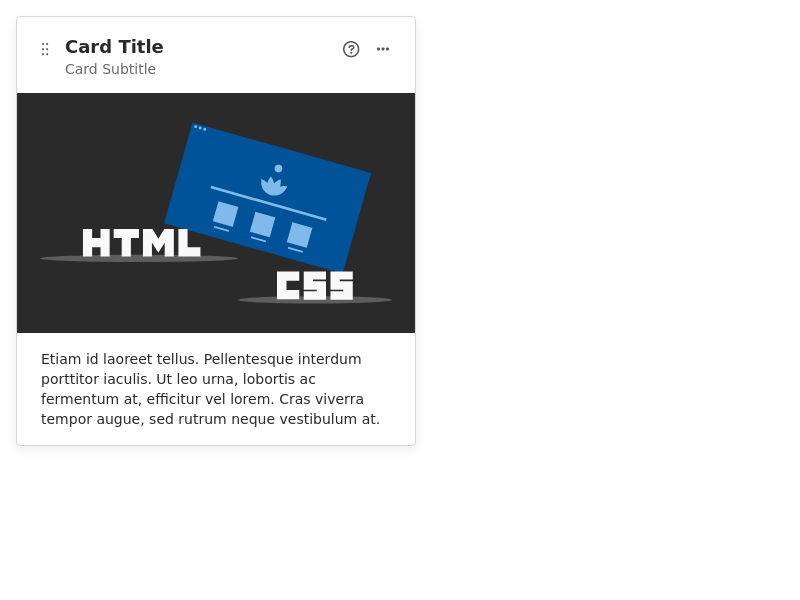 Card Title
Card Subtitle
HTML
CSS
Etiam id laoreet tellus. Pellentesque interdum
porttitor iaculis. Ut leo urna, lobortis ac
fermentum at, efficitur vel lorem. Cras viverra
tempor augue, sed rutrum neque vestibulum at.